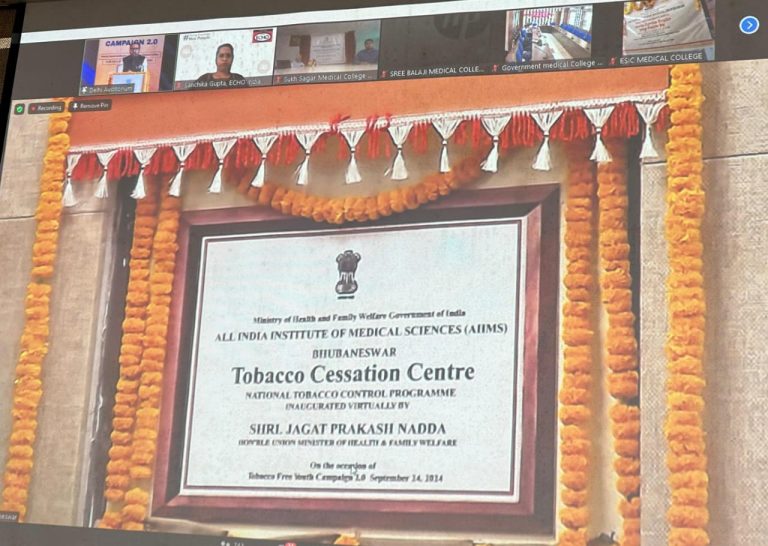 CAMPAIGN 2.0
Delhi Auditorium
ECHO
Sanchika Gupta, ECHO India
Sukh Sagar Medical College ...
hp
SREE BALAJI MEDICAL COLLE...
Government medical College ...
ESIC MEDICAL COLLEGE
Recording
Remove Pin
Ministry of Health and Family Welfare Government of India
ALL INDIA INSTITUTE OF MEDICAL SCIENCES (AIIMS)
BHUBANESWAR
Tobacco Cessation Centre
NATIONAL TOBACCO CONTROL PROGRAMME
INAUGURATED VIRTUALLY BY
SHRI JAGAT PRAKASH NADDA
HON'BLE UNION MINISTER OF HEALTH & FAMILY WELFARE
On the occasion of
Tobacco Free Youth Campaign 2.0 September 24, 2024